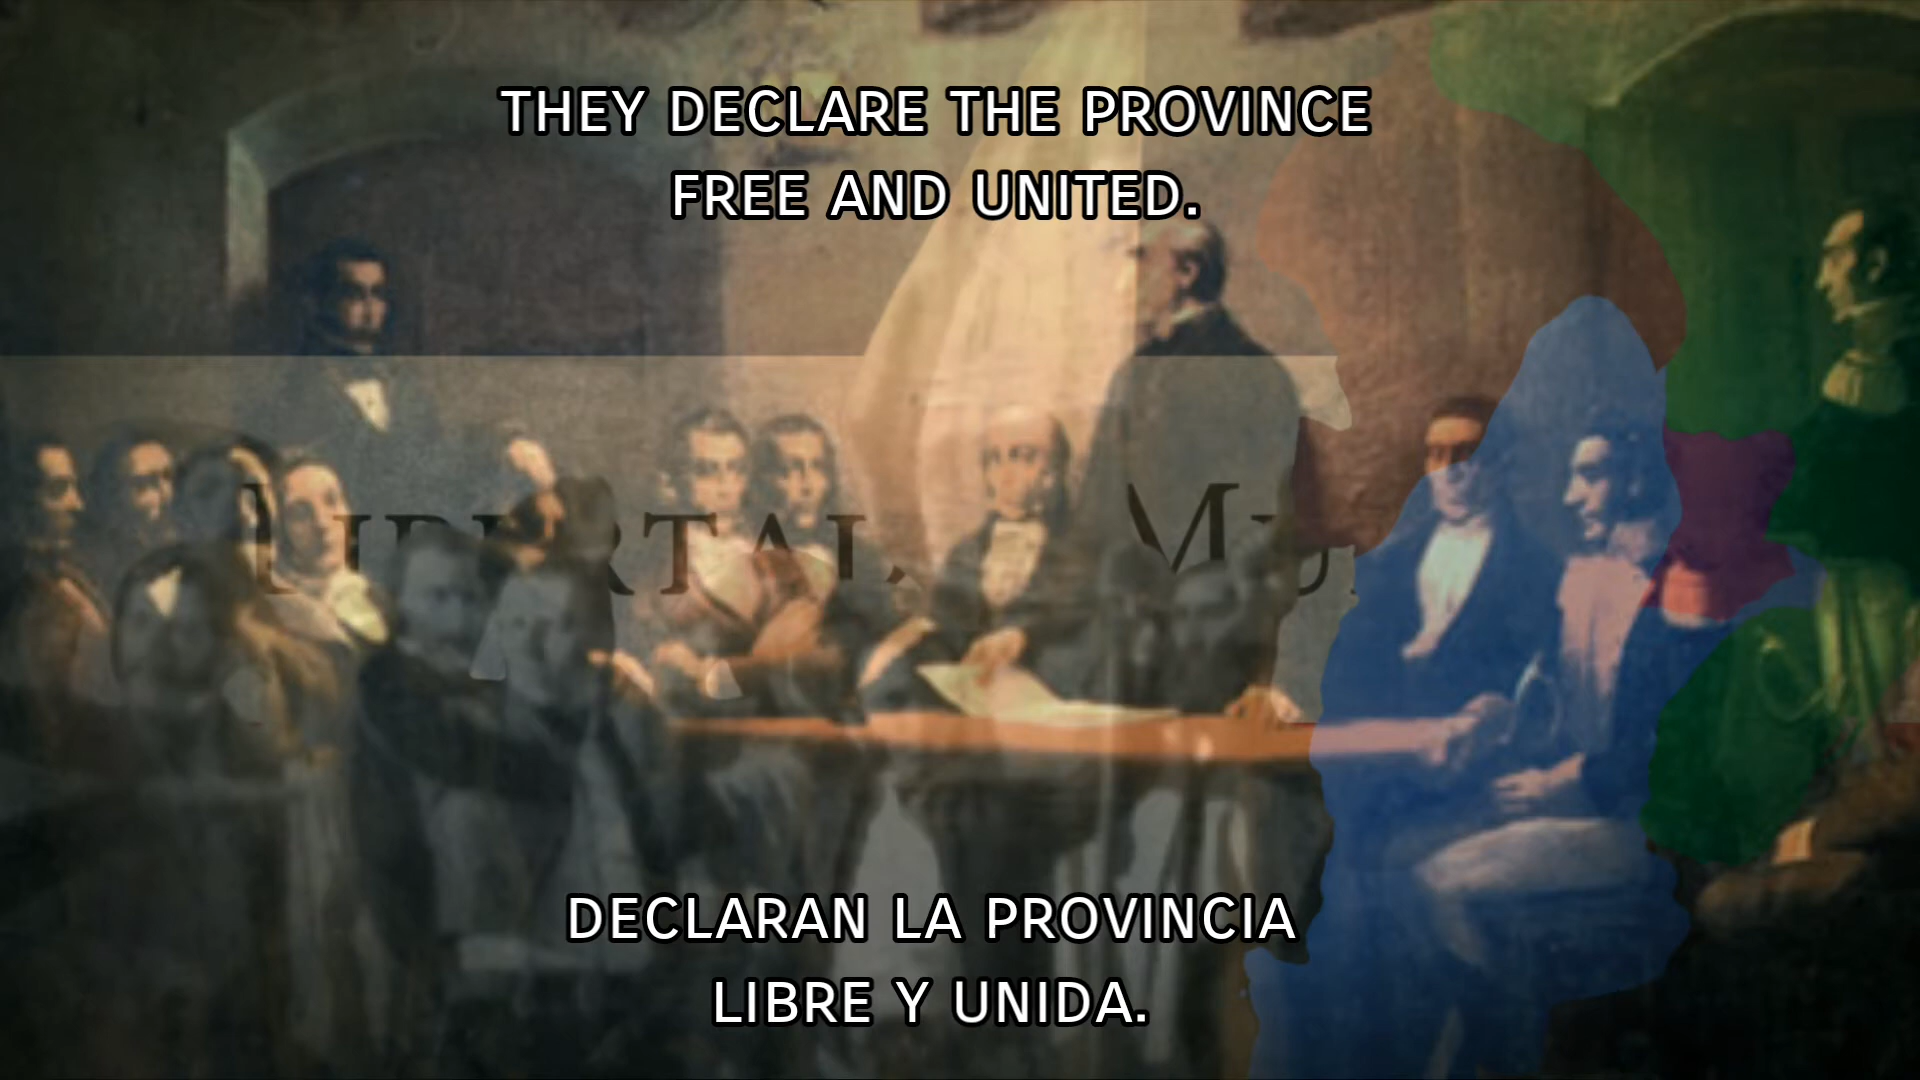 THEY DECLARE THE PROVINCE
FREE AND UNITED.
DECLARAN LA PROVINCIA
LIBRE Y UNIDA.